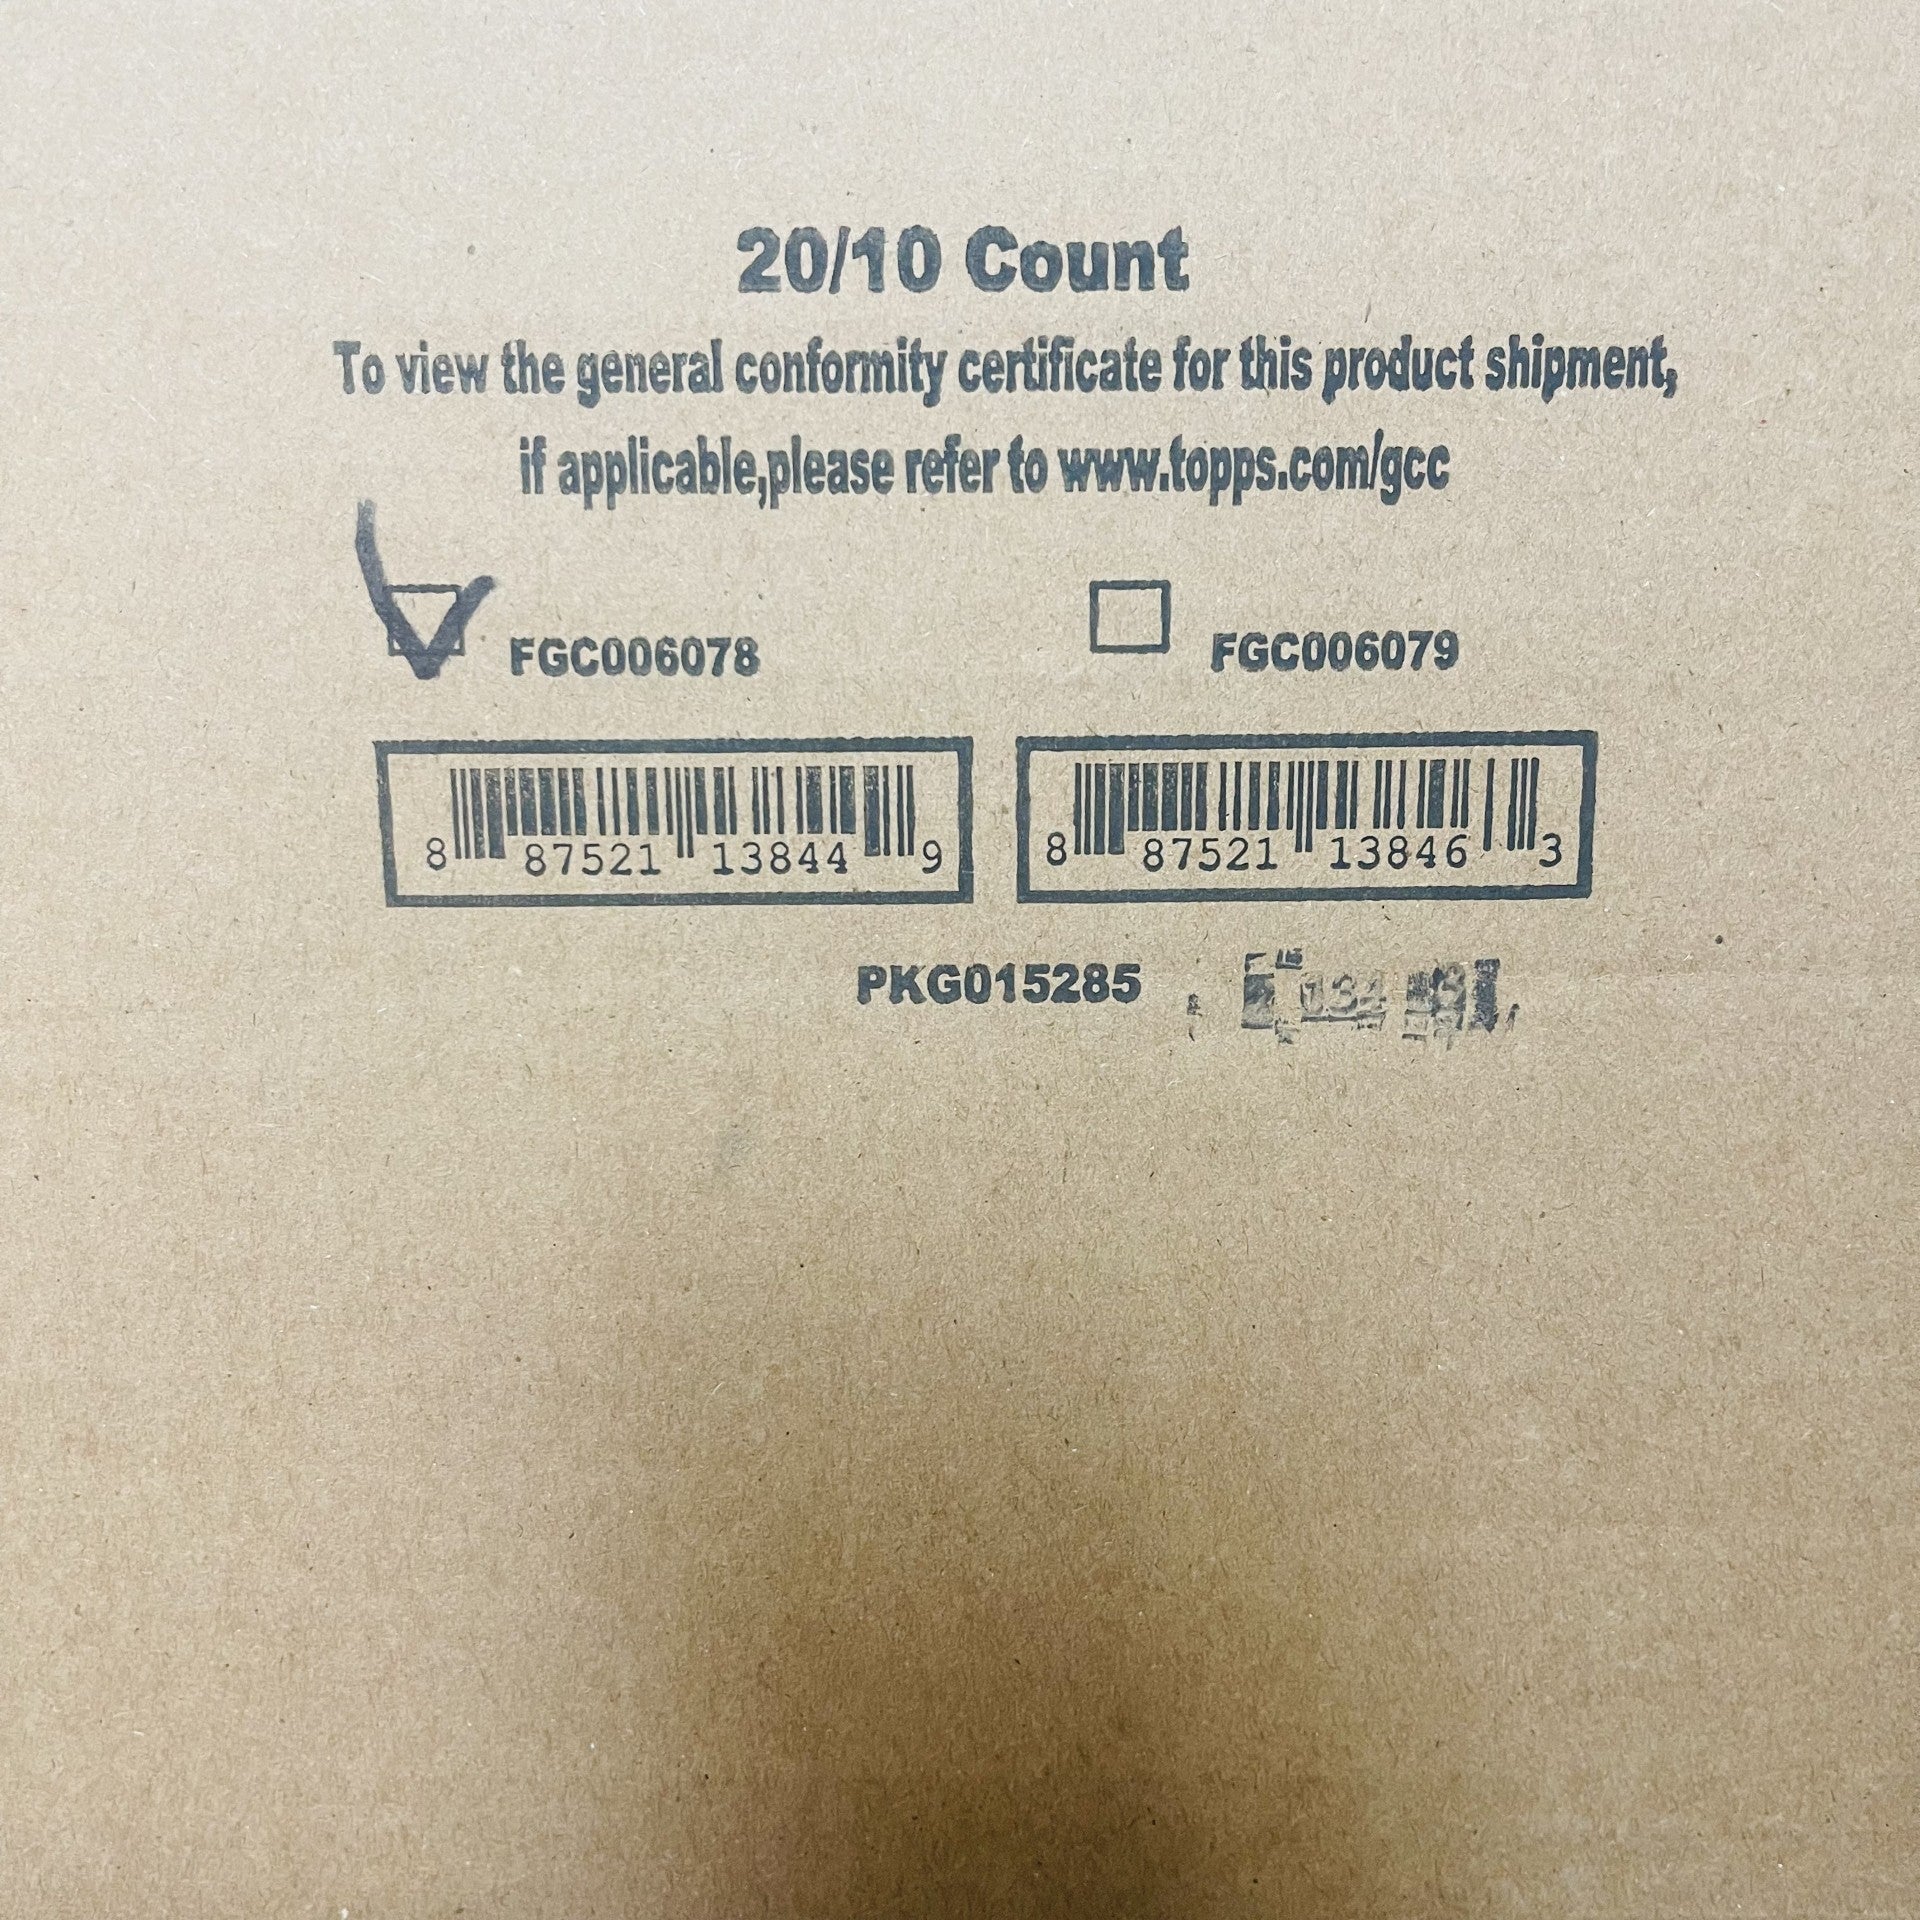 20/10 Count
To view the general conformity certificate for this product shipment,
if applicable,please refer to www.topps.com/gcc
FGC006078 FGC006079
8 87521 13844 9 8 87521 13846 3
PKG015285